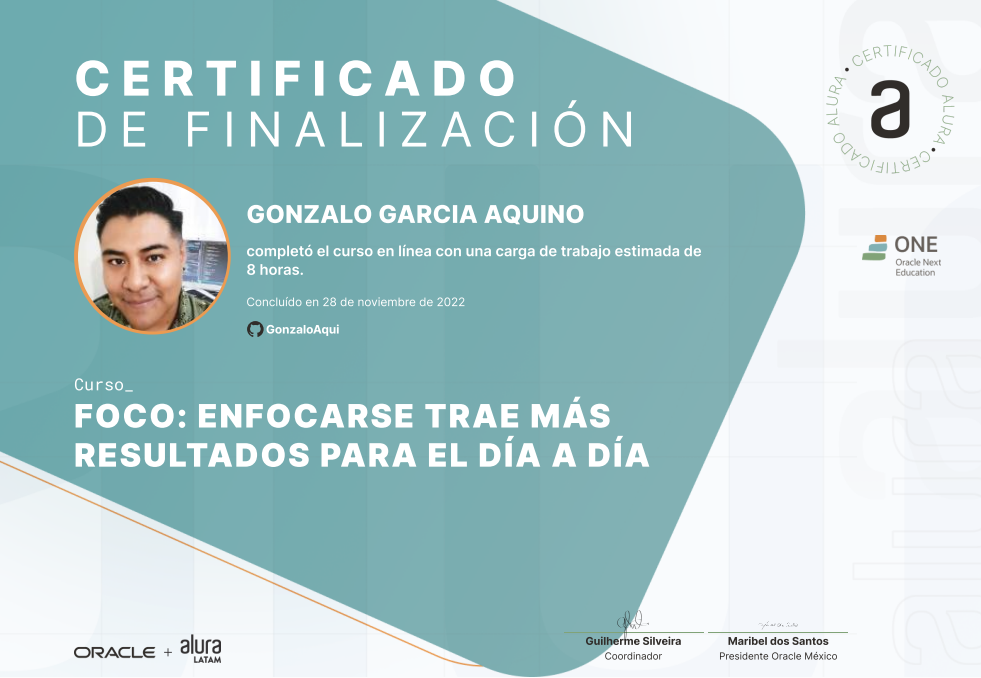 CERTIFICADO
DE FINALIZACIÓN
CERTIFICADO ALURA • CERTIFICADO ALURA •
a
GONZALO GARCIA AQUINO
completó el curso en línea con una carga de trabajo estimada de
8 horas.
Concluído en 28 de noviembre de 2022
GonzaloAqui
ONE
Oracle Next
Education
Curso_
FOCO: ENFOCARSE TRAE MÁS
RESULTADOS PARA EL DÍA A DÍA
alura
alura
ORACLE + alura
LATAM
Guilherme Silveira
Coordinador
Maribel dos Santos
Presidente Oracle México